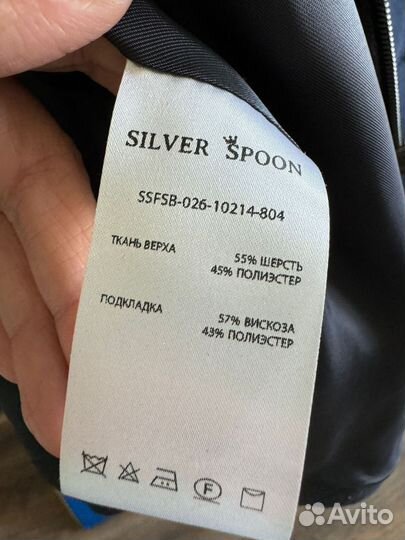 SILVER SPOON
SSFSB-026-10214-804
ТКАНЬ ВЕРХА 55% ШЕРСТЬ
45% ПОЛИЭСТЕР
ПОДКЛАДКА 57% ВИСКОЗА
43% ПОЛИЭСТЕР
F
Avito